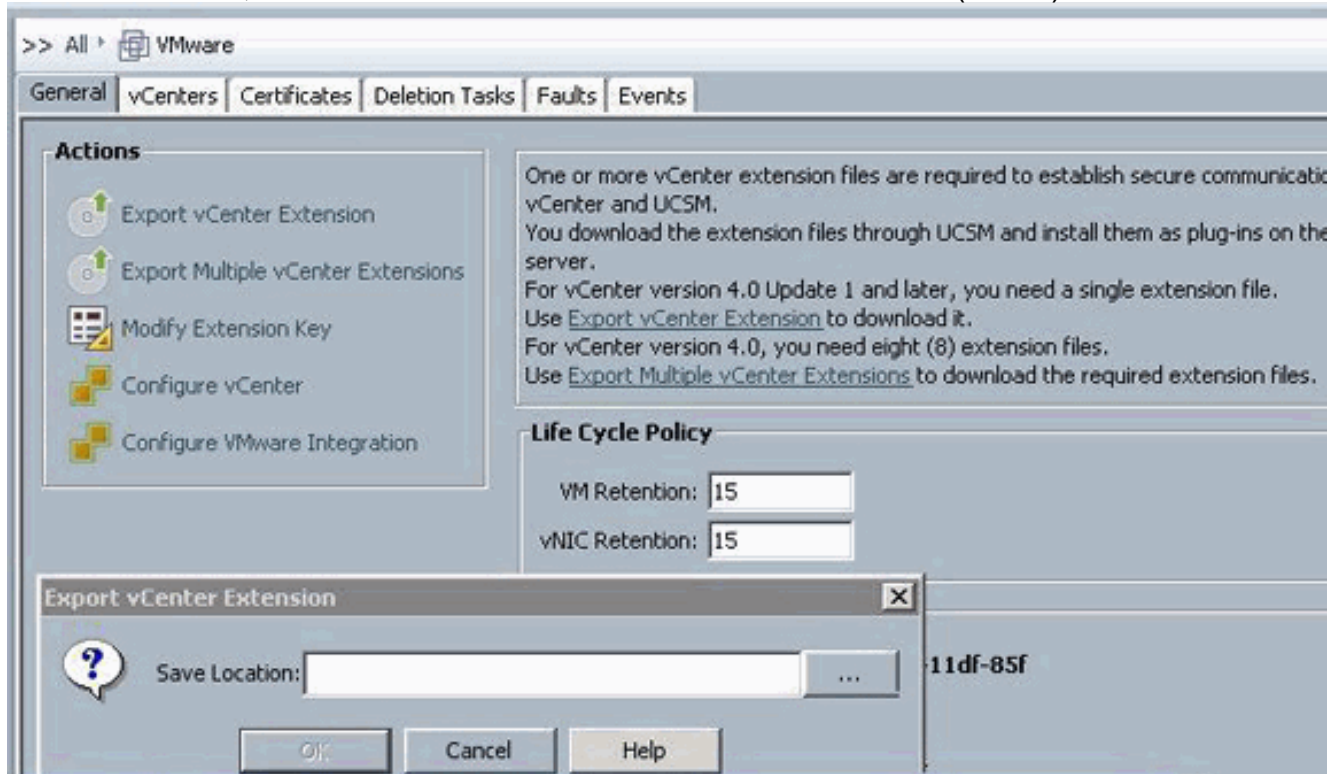 >> All VMware
General vCenters Certificates Deletion Tasks Faults Events
Actions
Export vCenter Extension
Export Multiple vCenter Extensions
Modify Extension Key
Configure vCenter
Configure VMware Integration
One or more vCenter extension files are required to establish secure
vCenter and UCSM.
You download the extension files through UCSM and install them as plug-ins on the
server.
For vCenter version 4.0 Update 1 and later, you need a single extension file.
Use Export vCenter Extension to download it.
For vCenter version 4.0, you need eight (8) extension files.
Use Export Multiple vCenter Extensions to download the required extension files.
Life Cycle Policy
VM Retention: 15
vNIC Retention: 15
Export vCenter Extension
Save Location: ...
11df-85f
OK Cancel Help